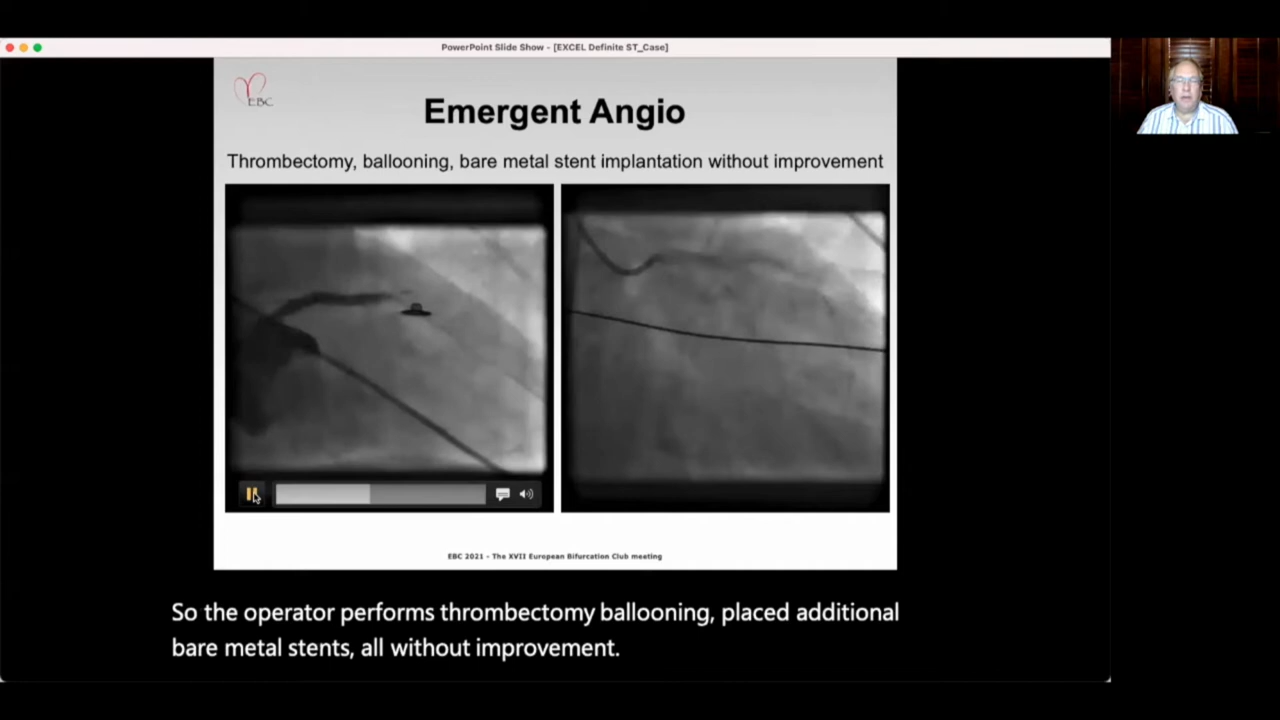 PowerPoint Slide Show - [EXCEL Definite ST_Case]
EBC
Emergent Angio
Thrombectomy, ballooning, bare metal stent implantation without improvement
EBC 2021 - The XVII European Bifurcation Club meeting
So the operator performs thrombectomy ballooning, placed additional
bare metal stents, all without improvement.